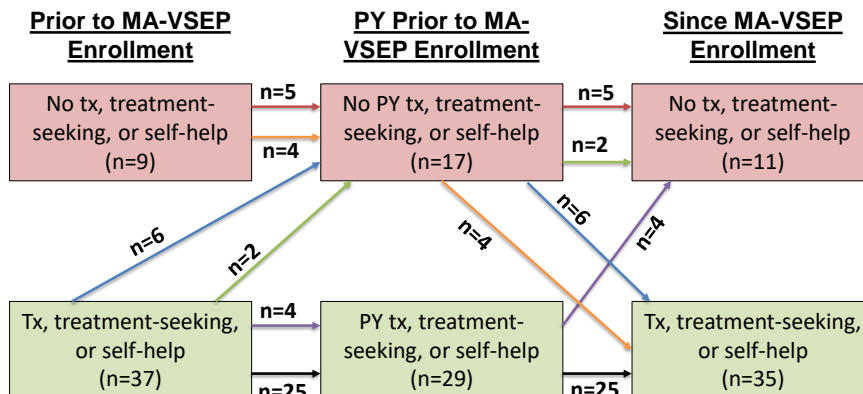 Prior to MA-VSEP
Enrollment
PY Prior to MA-
VSEP Enrollment
Since MA-VSEP
Enrollment
No tx, treatment-
seeking, or self-help
(n=9)
n=5
n=4
No PY tx, treatment-
seeking, or self-help
(n=17)
n=5
n=2
No tx, treatment-
seeking, or self-help
(n=11)
n=6
n=2
n=4
n=6
n=4
Tx, treatment-seeking,
or self-help
(n=37)
n=4
n=25
PY tx, treatment-
seeking, or self-help
(n=29)
n=25
Tx, treatment-seeking,
or self-help
(n=35)